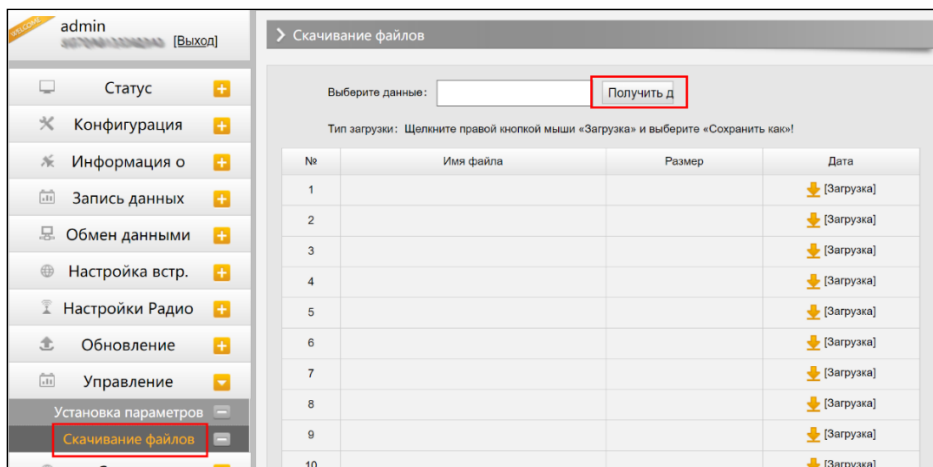 WELCOME
admin
[Выход]
Статус
Конфигурация
Информация о
Запись данных
Обмен данными
Настройка встр.
Настройки Радио
Обновление
Управление
Установка параметров
Скачивание файлов
Скачивание файлов
Выберите данные:
Получить д
Тип загрузки: Щелкните правой кнопкой мыши «Загрузка» и выберите «Сохранить как»!
№ Имя файла Размер Дата
1 [Загрузка]
2 [Загрузка]
3 [Загрузка]
4 [Загрузка]
5 [Загрузка]
6 [Загрузка]
7 [Загрузка]
8 [Загрузка]
9 [Загрузка]
10 [Загрузка]